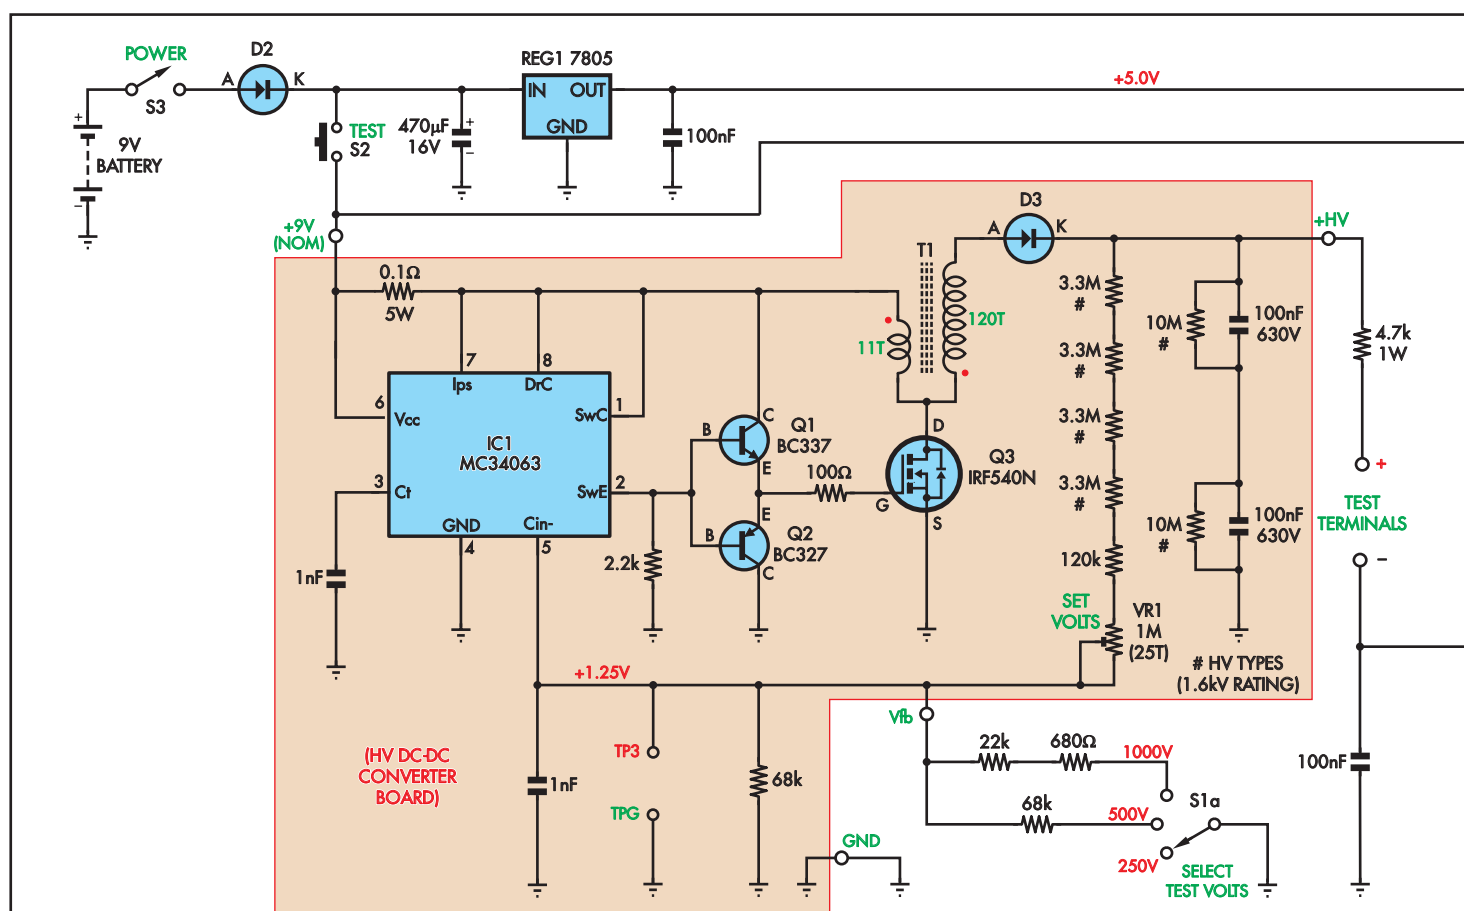 POWER
D2
A
K
S3
REG1 7805
IN
OUT
GND
+5.0V
+
9V
BATTERY
–
TEST
S2
470µF
16V
+
–
100nF
+9V
(NOM)
0.1Ω
5W
D3
A
K
+HV
T1
11T
120T
3.3M
#
3.3M
#
3.3M
#
3.3M
#
10M
#
100nF
630V
10M
#
100nF
630V
4.7k
1W
+
TEST
TERMINALS
–
7
8
Ips
DrC
6
Vcc
SwC
1
IC1
MC34063
3
Ct
SwE
2
GND
Cin-
4
5
B
C
Q1
BC337
E
100Ω
E
B
Q2
BC327
C
D
G
S
Q3
IRF540N
1nF
2.2k
120k
SET
VOLTS
VR1
1M
(25T)
# HV TYPES
(1.6kV RATING)
+1.25V
Vfb
(HV DC-DC
CONVERTER
BOARD)
1nF
TP3
TPG
68k
22k
680Ω
1000V
68k
500V
250V
S1a
SELECT
TEST VOLTS
GND
100nF